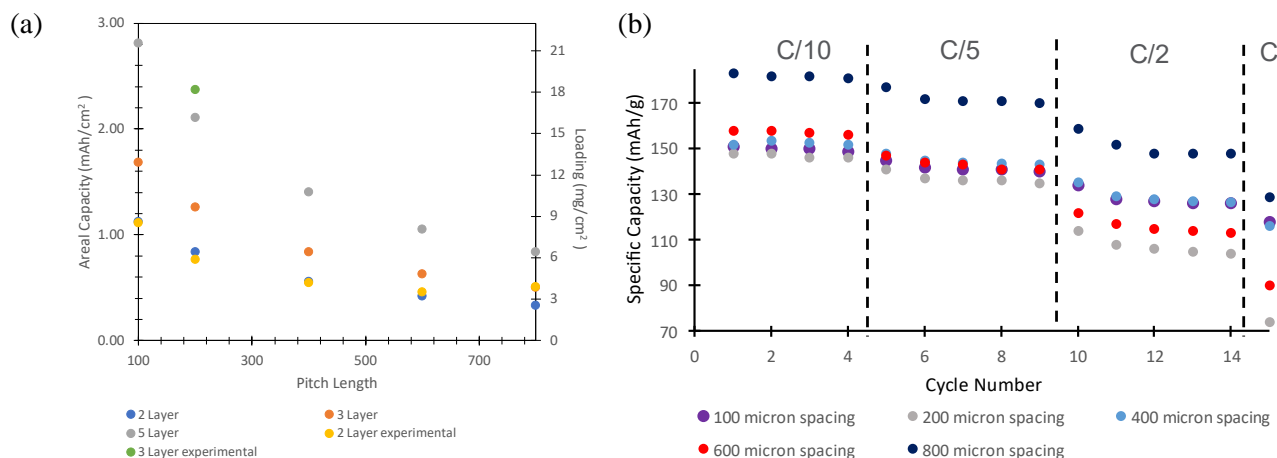 (a)
3.00
2.00
1.00
0.00
Areal Capacity (mAh/cm²)
21
18
15
12
9
6
3
0
Loading (mg/ cm² )
100
300
500
700
Pitch Length
2 Layer
3 Layer
5 Layer
2 Layer experimental
3 Layer experimental
(b)
C/10
C/5
C/2
C
170
150
130
110
90
70
Specific Capacity (mAh/g)
0
2
4
6
8
10
12
14
Cycle Number
100 micron spacing
200 micron spacing
400 micron spacing
600 micron spacing
800 micron spacing